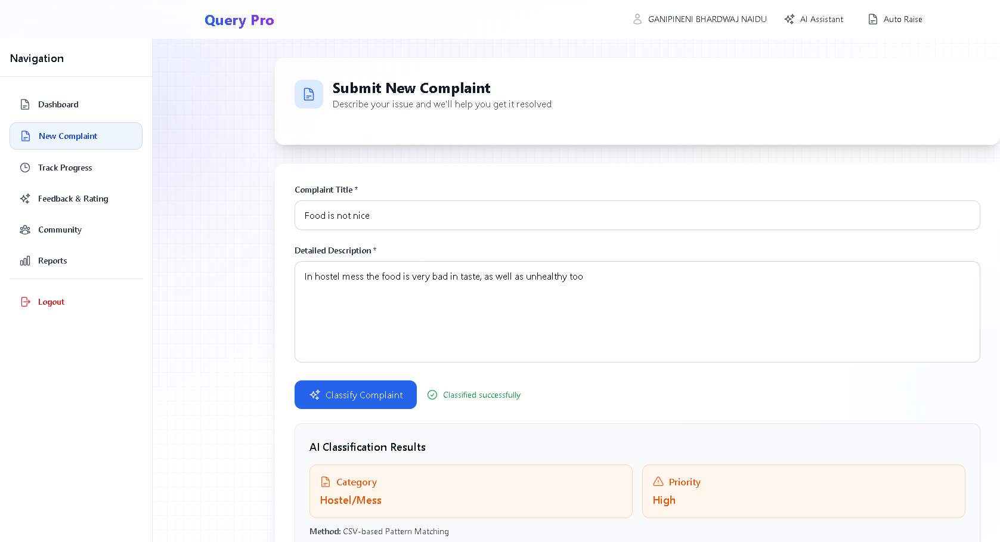 Query Pro
GANIPINENI BHARDWAJ NAIDU
AI Assistant
Auto Raise
Navigation
Dashboard
New Complaint
Track Progress
Feedback & Rating
Community
Reports
Logout
Submit New Complaint
Describe your issue and we'll help you get it resolved
Complaint Title *
Food is not nice
Detailed Description *
In hostel mess the food is very bad in taste, as well as unhealthy too
Classify Complaint
Classified successfully
AI Classification Results
Category
Hostel/Mess
Priority
High
Method: CSV-based Pattern Matching